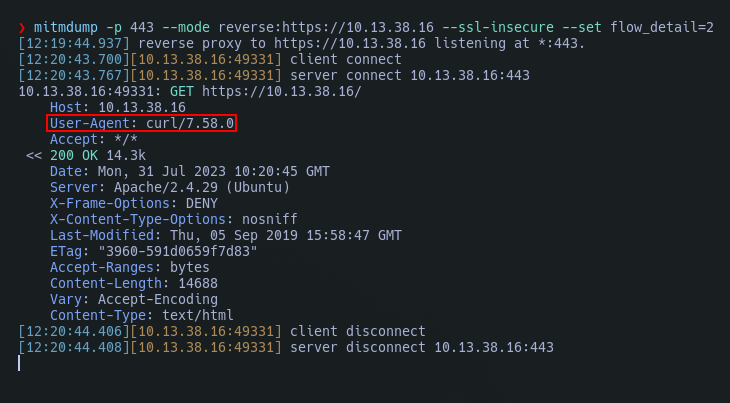 ❯ mitmdump -p 443 --mode reverse:https://10.13.38.16 --ssl-insecure --set flow_detail=2
[12:19:44.937] reverse proxy to https://10.13.38.16 listening at *:443.
[12:20:43.700][10.13.38.16:49331] client connect
[12:20:43.767][10.13.38.16:49331] server connect 10.13.38.16:443
10.13.38.16:49331: GET https://10.13.38.16/
    Host: 10.13.38.16
    User-Agent: curl/7.58.0
    Accept: */*
 << 200 OK 14.3k
    Date: Mon, 31 Jul 2023 10:20:45 GMT
    Server: Apache/2.4.29 (Ubuntu)
    X-Frame-Options: DENY
    X-Content-Type-Options: nosniff
    Last-Modified: Thu, 05 Sep 2019 15:58:47 GMT
    ETag: "3960-591d0659f7d83"
    Accept-Ranges: bytes
    Content-Length: 14688
    Vary: Accept-Encoding
    Content-Type: text/html
[12:20:44.406][10.13.38.16:49331] client disconnect
[12:20:44.408][10.13.38.16:49331] server disconnect 10.13.38.16:443